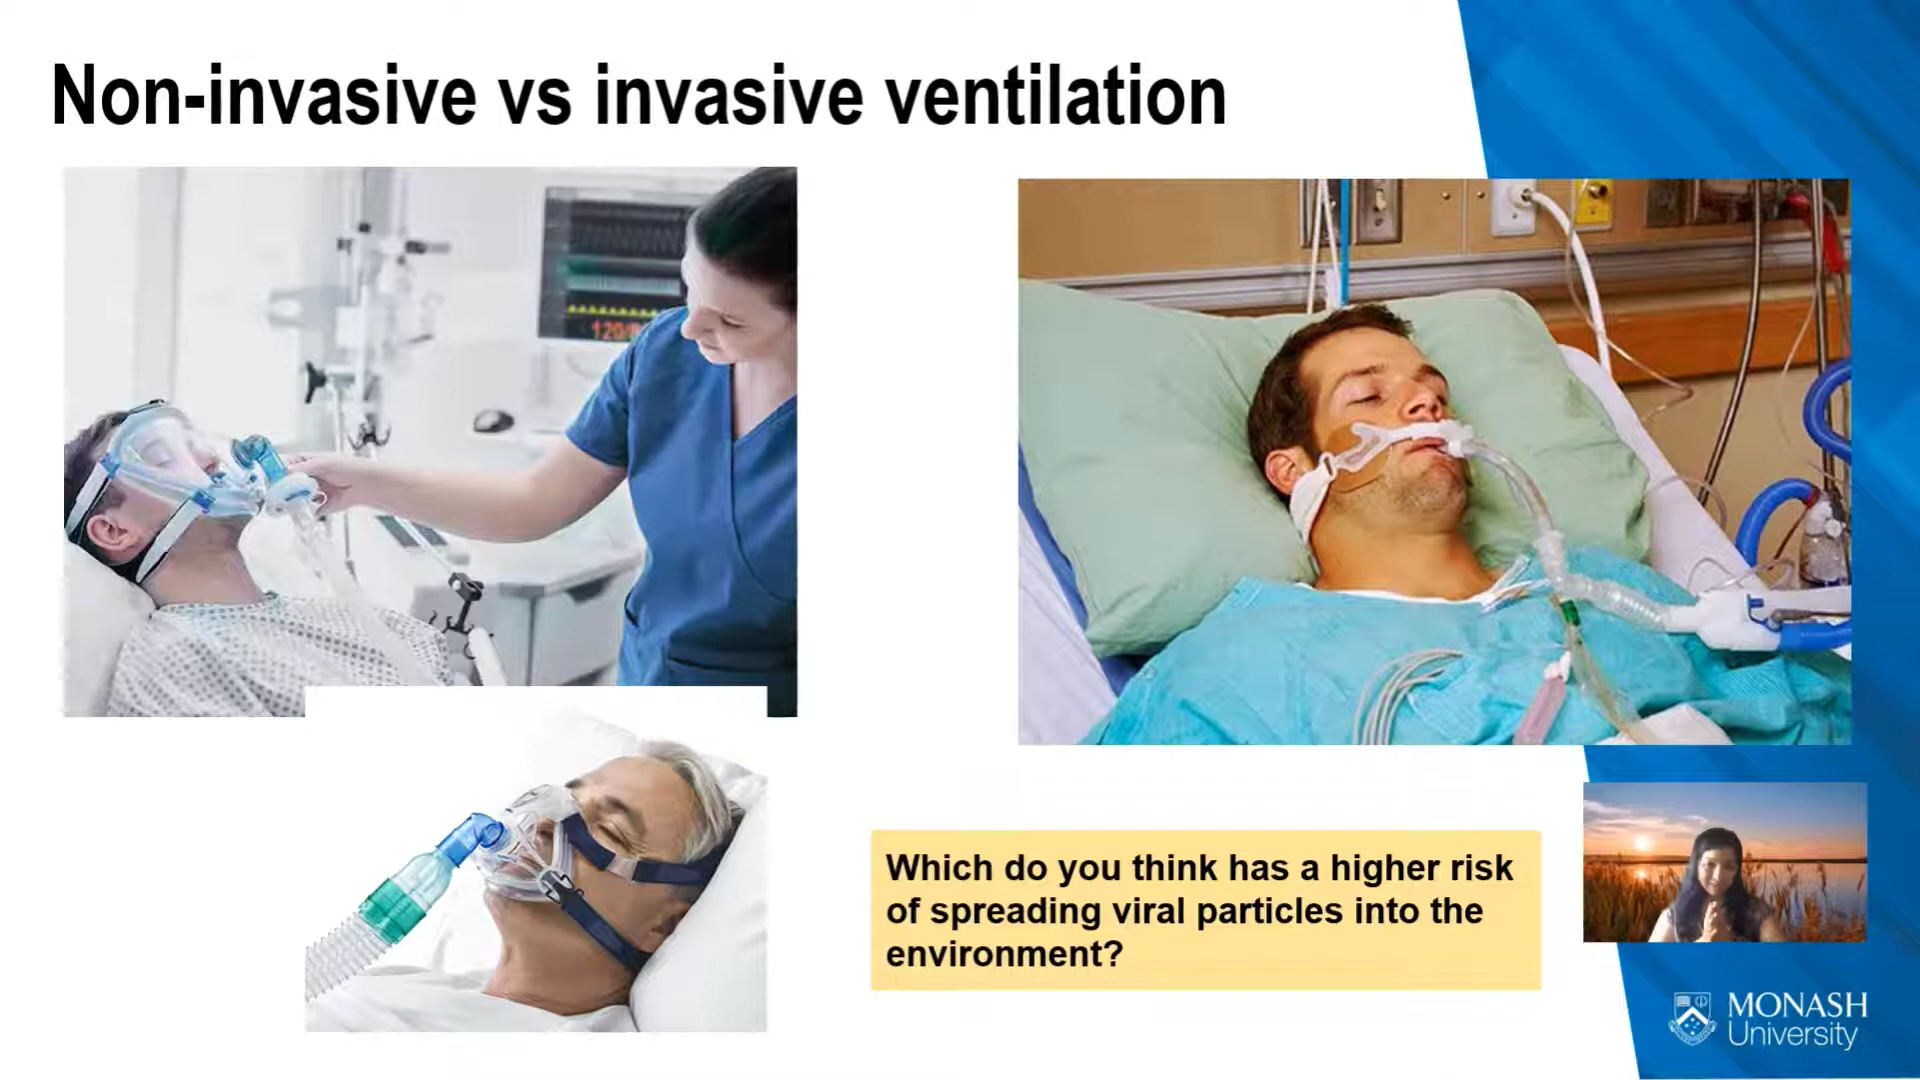 Non-invasive vs invasive ventilation
Which do you think has a higher risk
of spreading viral particles into the
environment?
MONASH
University